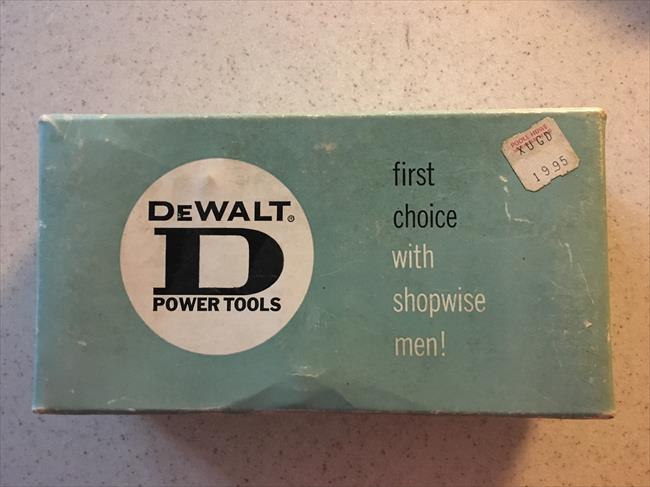 DEWALT®
D
POWER TOOLS
first
choice
with
shopwise
men!
XUGD
19.95